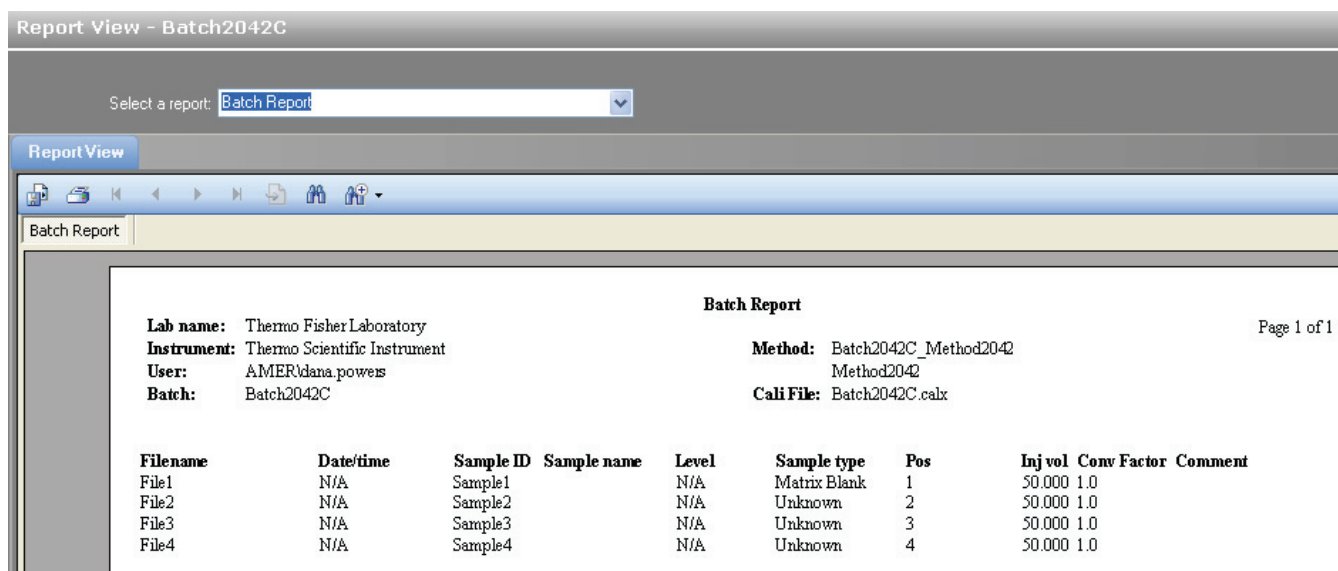 Report View - Batch2042C
Select a report: Batch Report
Report View
Batch Report
Batch Report
Page 1 of 1
Lab name: Thermo Fisher Laboratory
Instrument: Thermo Scientific Instrument
Method: Batch2042C_Method2042
User: AMER\dana.powers
Method2042
Batch: Batch2042C
Cali File: Batch2042C.calx
Filename Date/time Sample ID Sample name Level Sample type Pos Inj vol Conv Factor Comment
File1 N/A Sample1 N/A Matrix Blank 1 50.000 1.0
File2 N/A Sample2 N/A Unknown 2 50.000 1.0
File3 N/A Sample3 N/A Unknown 3 50.000 1.0
File4 N/A Sample4 N/A Unknown 4 50.000 1.0